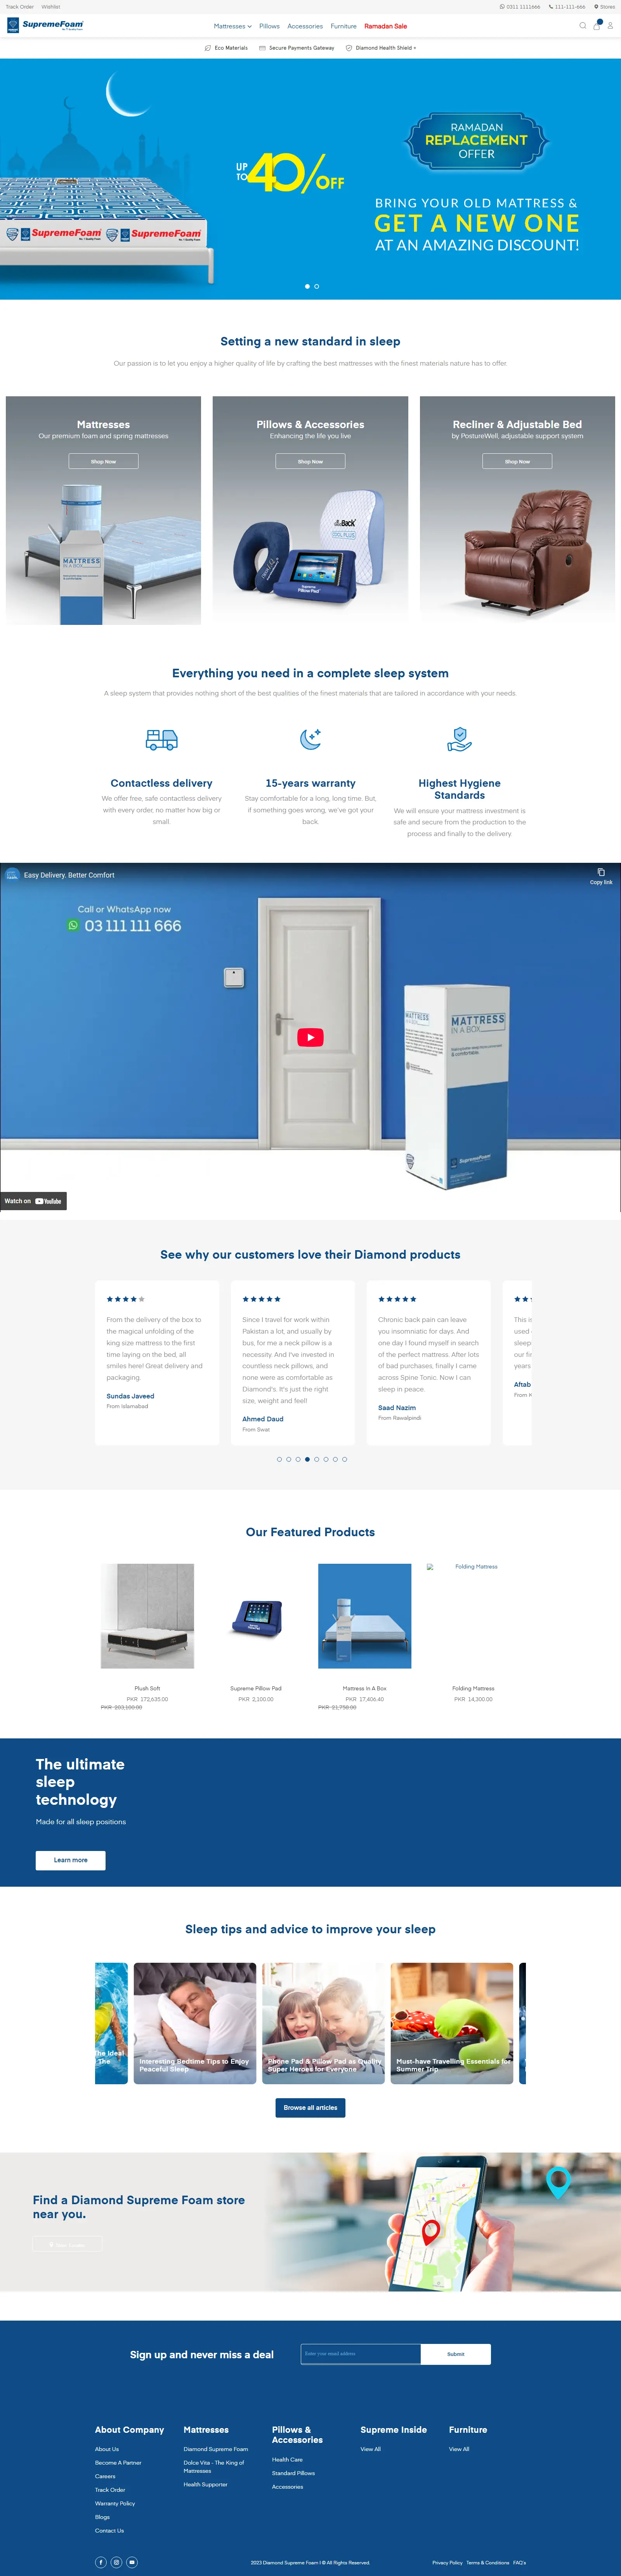 Track Order Wishlist
0311 1111666 111-111-666 Stores
SupremeFoam
Mattresses Pillows Accessories Furniture Ramadan Sale
Eco Materials Secure Payments Gateway Diamond Health Shield +
UP TO 40% OFF
RAMADAN
REPLACEMENT
OFFER
BRING YOUR OLD MATTRESS &
GET A NEW ONE
AT AN AMAZING DISCOUNT!
SupremeFoam SupremeFoam
Setting a new standard in sleep
Our passion is to let you enjoy a higher quality of life by crafting the best mattresses with the finest materials nature has to offer.
Mattresses
Our premium foam and spring mattresses
Shop Now
MATTRESS
IN A BOX
Pillows & Accessories
Enhancing the life you live
Shop Now
Recliner & Adjustable Bed
by PostureWell, adjustable support system
Shop Now
Everything you need in a complete sleep system
A sleep system that provides nothing short of the best qualities of the finest materials that are tailored in accordance with your needs.
Contactless delivery
We offer free, safe contactless delivery
with every order, no matter how big or
small.
15-years warranty
Stay comfortable for a long, long time. But,
if something goes wrong, we've got your
back.
Highest Hygiene
Standards
We will ensure your mattress investment is
safe and secure from the production to the
process and finally to the delivery
Easy Delivery. Better Comfort
Copy link
Call or WhatsApp now
03 111 111 666
MATTRESS
IN A BOX
MATTRESS
IN A BOX
SupremeFoam
Watch on YouTube
See why our customers love their Diamond products
From the delivery of the box to
the magical unfolding of the
king size mattress to the first
time laying on the bed, all
smiles here! Great delivery and
packaging.
Sundas Javeed
From Islamabad
Since I travel for work within
Pakistan a lot, and usually by
bus, for me a neck pillow is a
necessity. And I've invested in
countless neck pillows, and
none were as comfortable as
Diamond's. It's just the right
size, weight and feel!
Ahmed Daud
From Swat
Chronic back pain can leave
you insomniatic for days. And
one day I found myself in search
of the perfect mattress. After lots
of bad purchases, finally I came
across Spine Tonic. Now I can
sleep in peace.
Saad Nazim
From Rawalpindi
This is
used
sleep
our fi
years
Aftab
From
Our Featured Products
Folding Mattress
Plush Soft
PKR 172,635.00
PKR 203,100.00
Supreme Pillow Pad
PKR 2,100.00
Mattress in A Box
PKR 17,406.40
PKR 21,758.00
Folding Mattress
PKR 14,300.00
The ultimate
sleep
technology
Made for all sleep positions
Learn more
Sleep tips and advice to improve your sleep
The Ideal
The
Interesting Bedtime Tips to Enjoy
Peaceful Sleep
Phone Pad & Pillow Pad as Quality
Super Heroes for Everyone
Must-have Travelling Essentials for
Summer Trip
Browse all articles
Find a Diamond Supreme Foam store
near you.
Sign up and never miss a deal
Enter your email address
Submit
About Company
About Us
Become A Partner
Careers
Track Order
Warranty Policy
Blogs
Contact Us
Mattresses
Diamond Supreme Foam
Dolce Vita - The King of
Mattresses
Health Supporter
Pillows &
Accessories
Health Care
Standard Pillows
Accessories
Supreme Inside
View All
Furniture
View All
2023 Diamond Supreme Foam I © All Rights Reserved.
Privacy Policy Terms & Conditions FAQ's